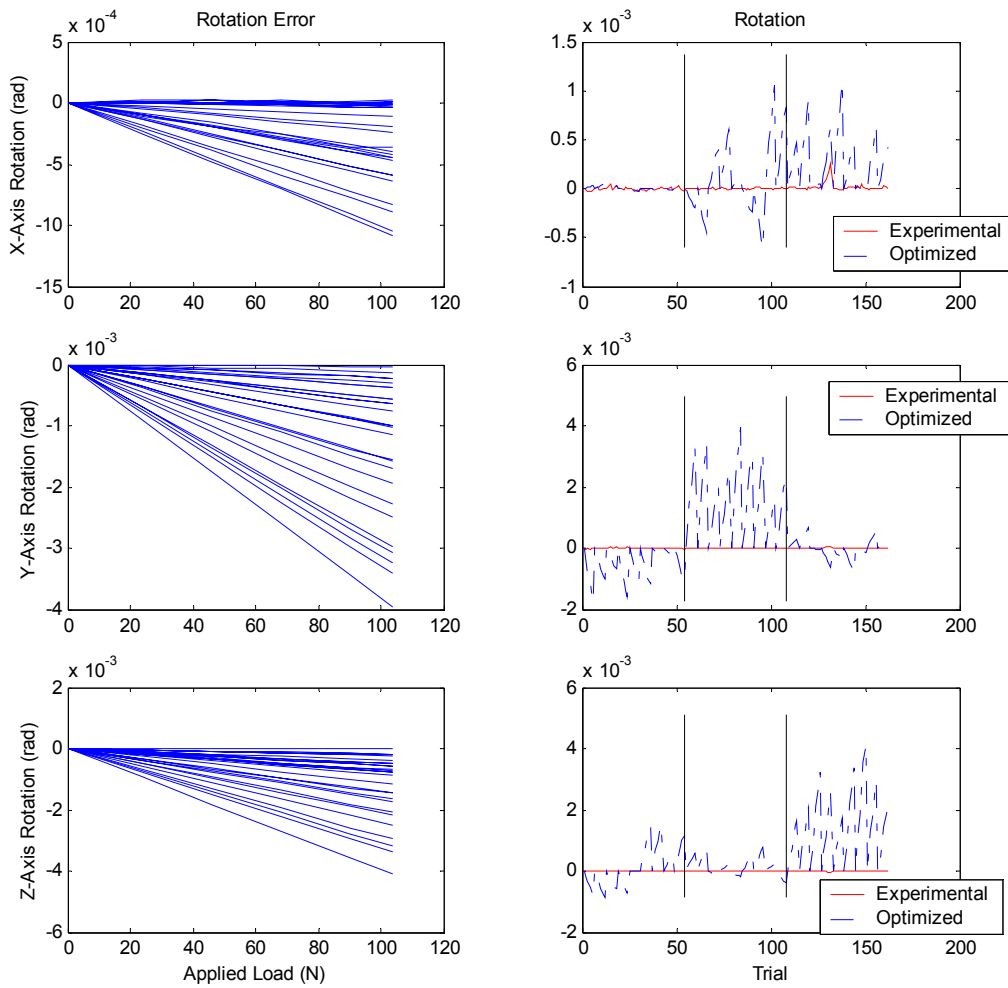 Rotation Error
x 10-4
5
0
-5
-10
-15
0 20 40 60 80 100 120
X-Axis Rotation (rad)
Rotation
x 10-3
1.5
1
0.5
0
-0.5
-1
0 50 100 150 200
Experimental
Optimized
x 10-3
0
-1
-2
-3
-4
0 20 40 60 80 100 120
Y-Axis Rotation (rad)
x 10-3
6
4
2
0
-2
0 50 100 150 200
Experimental
Optimized
x 10-3
2
0
-2
-4
-6
0 20 40 60 80 100 120
Z-Axis Rotation (rad)
Applied Load (N)
x 10-3
6
4
2
0
-2
0 50 100 150 200
Experimental
Optimized
Trial